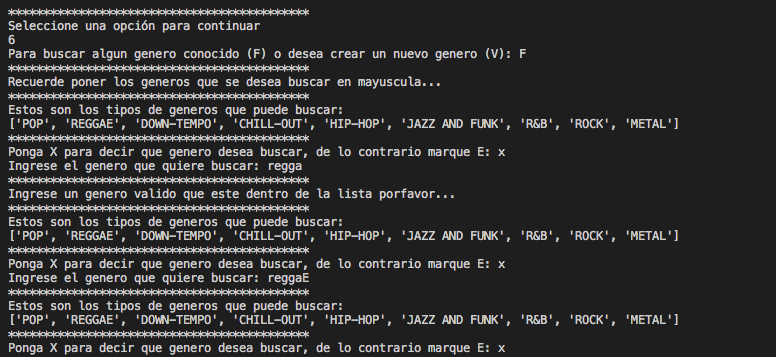 *******************************************
Seleccione una opción para continuar
6
Para buscar algun genero conocido (F) o desea crear un nuevo genero (V): F
*******************************************
Recuerde poner los generos que se desea buscar en mayuscula...
*******************************************
Estos son los tipos de generos que puede buscar:
['POP', 'REGGAE', 'DOWN-TEMPO', 'CHILL-OUT', 'HIP-HOP', 'JAZZ AND FUNK', 'R&B', 'ROCK', 'METAL']
*******************************************
Ponga X para decir que genero desea buscar, de lo contrario marque E: x
Ingrese el genero que quiere buscar: regga
*******************************************
Ingrese un genero valido que este dentro de la lista porfavor...
*******************************************
Estos son los tipos de generos que puede buscar:
['POP', 'REGGAE', 'DOWN-TEMPO', 'CHILL-OUT', 'HIP-HOP', 'JAZZ AND FUNK', 'R&B', 'ROCK', 'METAL']
*******************************************
Ponga X para decir que genero desea buscar, de lo contrario marque E: x
Ingrese el genero que quiere buscar: reggaE
*******************************************
Estos son los tipos de generos que puede buscar:
['POP', 'REGGAE', 'DOWN-TEMPO', 'CHILL-OUT', 'HIP-HOP', 'JAZZ AND FUNK', 'R&B', 'ROCK', 'METAL']
*******************************************
Ponga X para decir que genero desea buscar, de lo contrario marque E: x